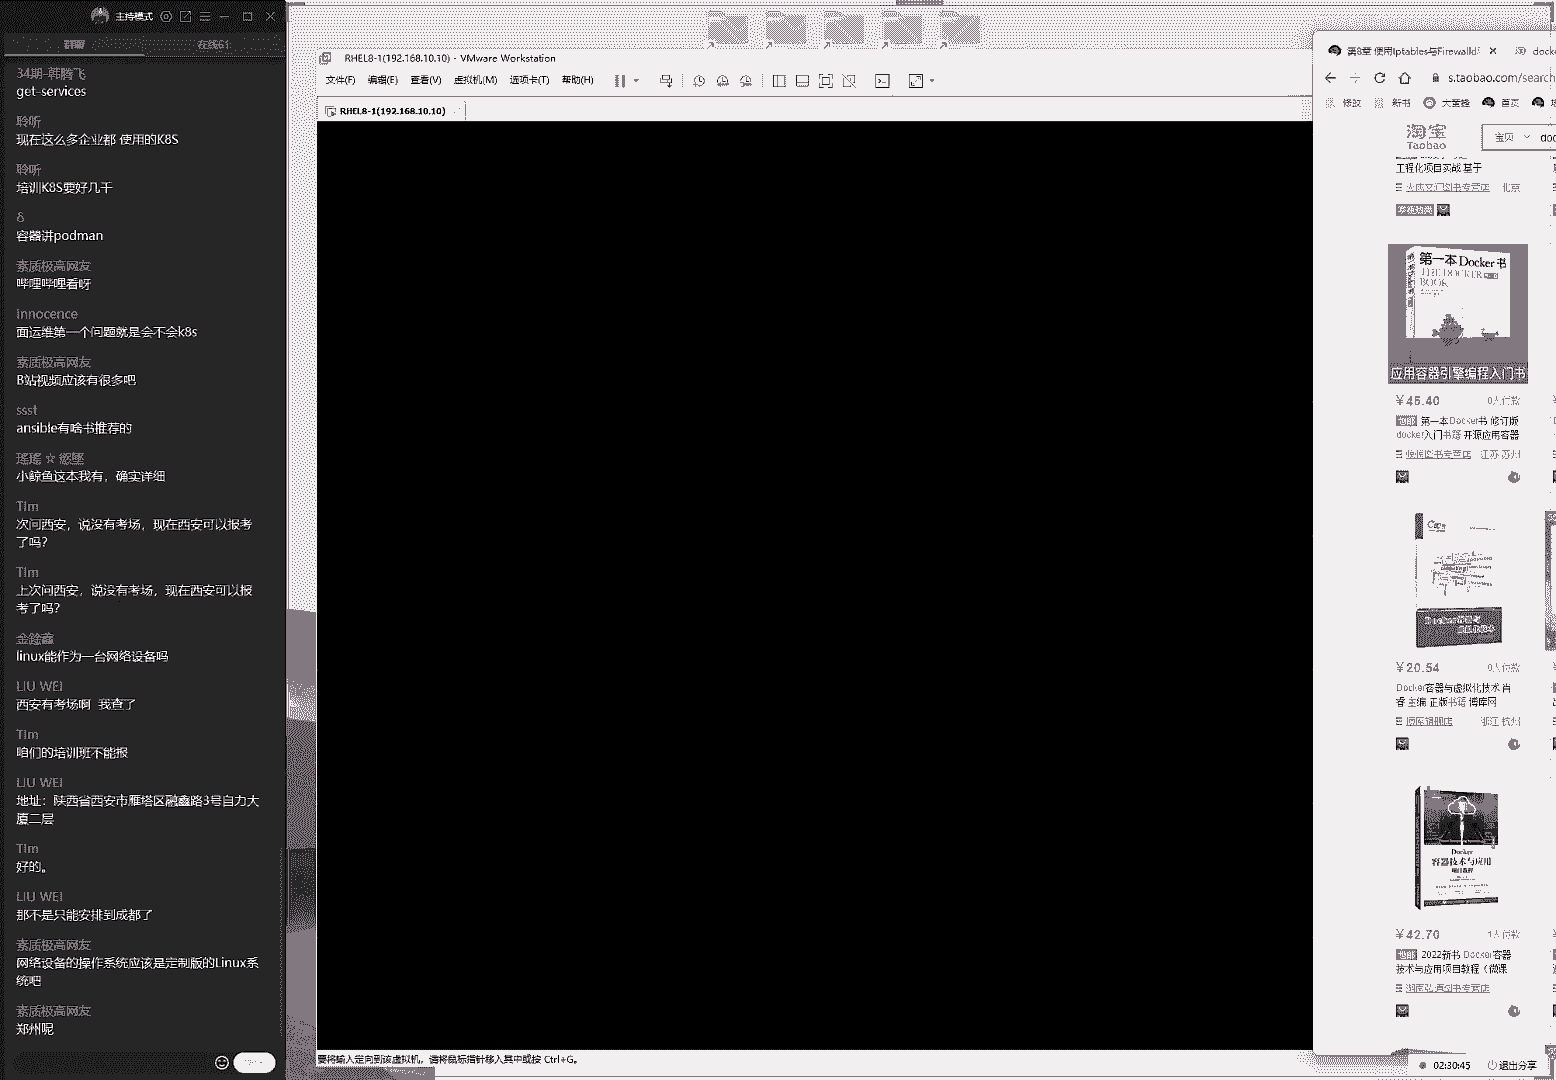 主持模式
在线61
34期-韩腾飞
get-services
聆听
现在这么多企业都 使用的K8S
聆听
培训K8S要好几千
δ
容器讲podman
素质极高网友
哔哩哔哩看呀
Innocence
面运维第一个问题就是会不会k8s
素质极高网友
B站视频应该有很多吧
ssst
ansible有啥书推荐的
小鲸鱼这本我有，确实详细
Tim
次问西安，说没有考场，现在西安可以报考
了吗？
Tim
上次问西安，说没有考场，现在西安可以报
考了吗？
金馀鑫
linux能作为一台网络设备吗
LIU WEI
西安有考场啊 我查了
Tim
咱们的培训班不能报
LIU WEI
地址：陕西省西安市雁塔区融鑫路3号自力大
厦二层
Tim
好的。
LIU WEI
那不是只能安排到成都了
素质极高网友
网络设备的操作系统应该是定制版的Linux系
统吧
素质极高网友
郑州呢
RHEL8-1(192.168.10.10) - VMware Workstation
文件(F) 编辑(E) 查看(V) 虚拟机(M) 选项卡(T) 帮助(H)
RHEL8-1(192.168.10.10)
要将输入定向到该虚拟机，请将鼠标指针移入其中或按 Ctrl+G。
第8章 使用Iptables与Firewalld
docke
s.taobao.com/search
修改 新书 首页
淘宝
Taobao
宝贝
doc
工程化项目实战 基于
北京
第一本Docker书
THE DOCKER
BOOK
应用容器引擎编程入门书
￥45.40 0人付款
包邮 第一本Docker书 修订版
docker入门书籍 开源应用容器
江苏 苏州
￥20.54 0人付款
Docker容器与虚拟化技术 肖
睿 主编 正版书籍 博库网
博库旗舰店 浙江 杭州
Docker
容器技术与应用
项目教程
￥42.70 1人付款
包邮 2022新书 Docker容器
技术与应用项目教程（微课
02:30:45 退出分享